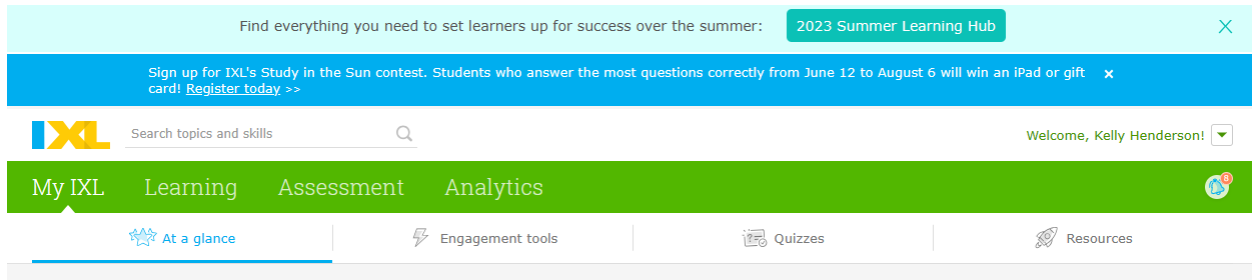 Find everything you need to set learners up for success over the summer: 2023 Summer Learning Hub
Sign up for IXL's Study in the Sun contest. Students who answer the most questions correctly from June 12 to August 6 will win an iPad or gift
card! Register today >>
IXL Search topics and skills Welcome, Kelly Henderson!
My IXL Learning Assessment Analytics 8
At a glance Engagement tools Quizzes Resources